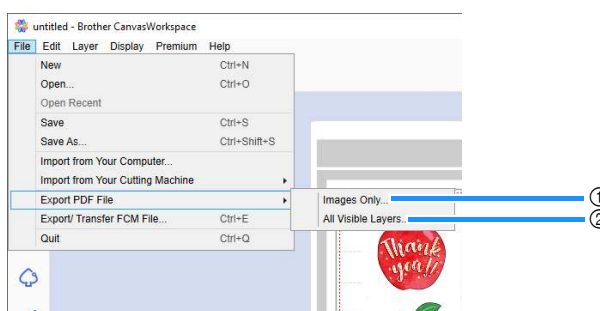 untitled - Brother CanvasWorkspace
File Edit Layer Display Premium Help
New Ctrl+N
Open... Ctrl+O
Open Recent
Save Ctrl+S
Save As... Ctrl+Shift+S
Import from Your Computer...
Import from Your Cutting Machine
Export PDF File
Images Only... ①
Export/ Transfer FCM File... Ctrl+E
All Visible Layers... ②
Quit Ctrl+Q
Thank
you!!